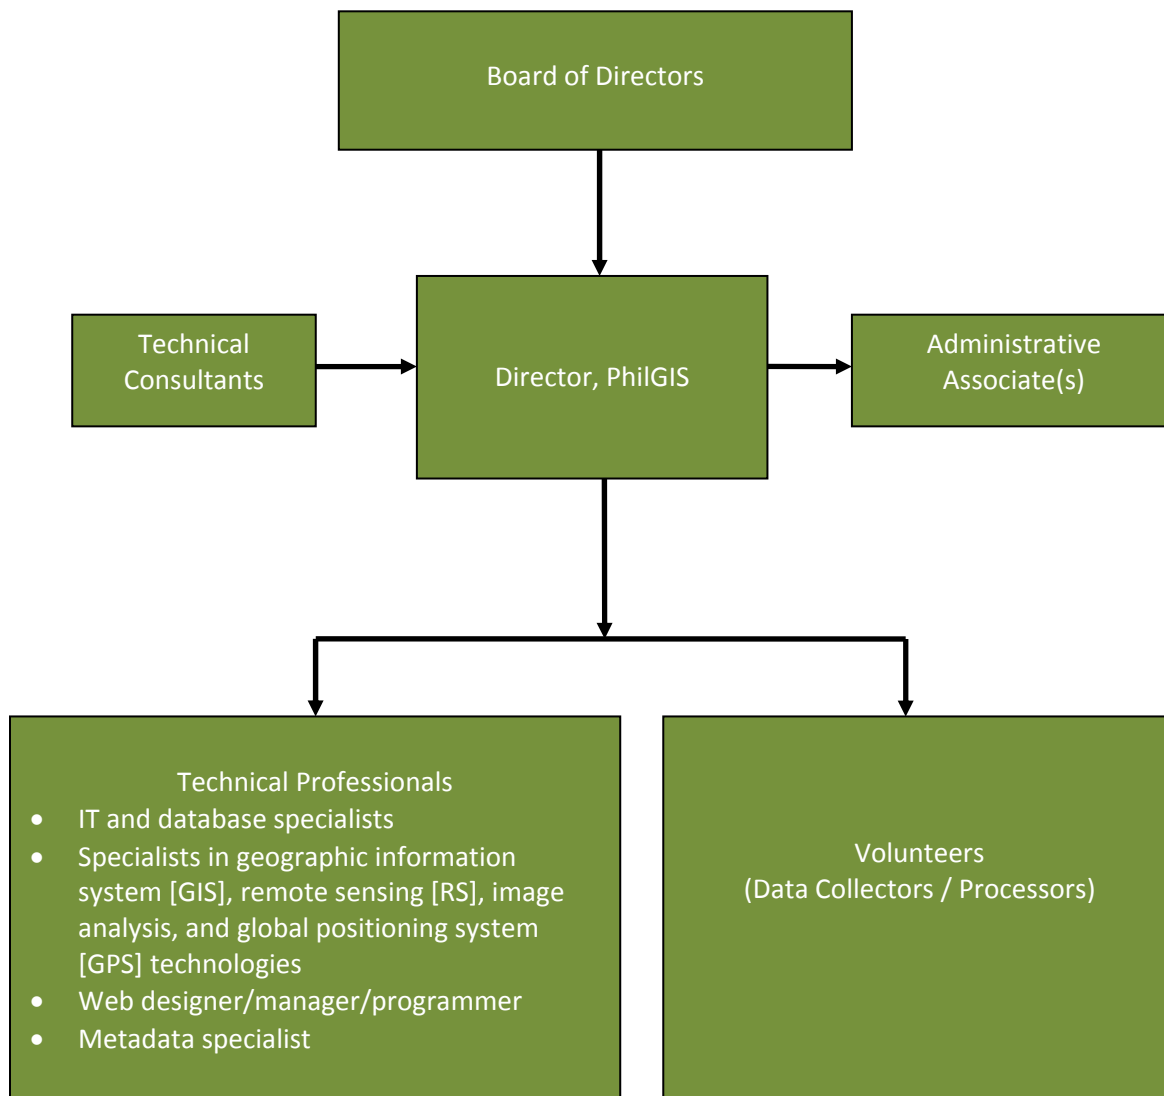 Board of Directors
Technical
Consultants
Director, PhilGIS
Administrative
Associate(s)
Technical Professionals
• IT and database specialists
• Specialists in geographic information
system [GIS], remote sensing [RS], image
analysis, and global positioning system
[GPS] technologies
• Web designer/manager/programmer
• Metadata specialist
Volunteers
(Data Collectors / Processors)